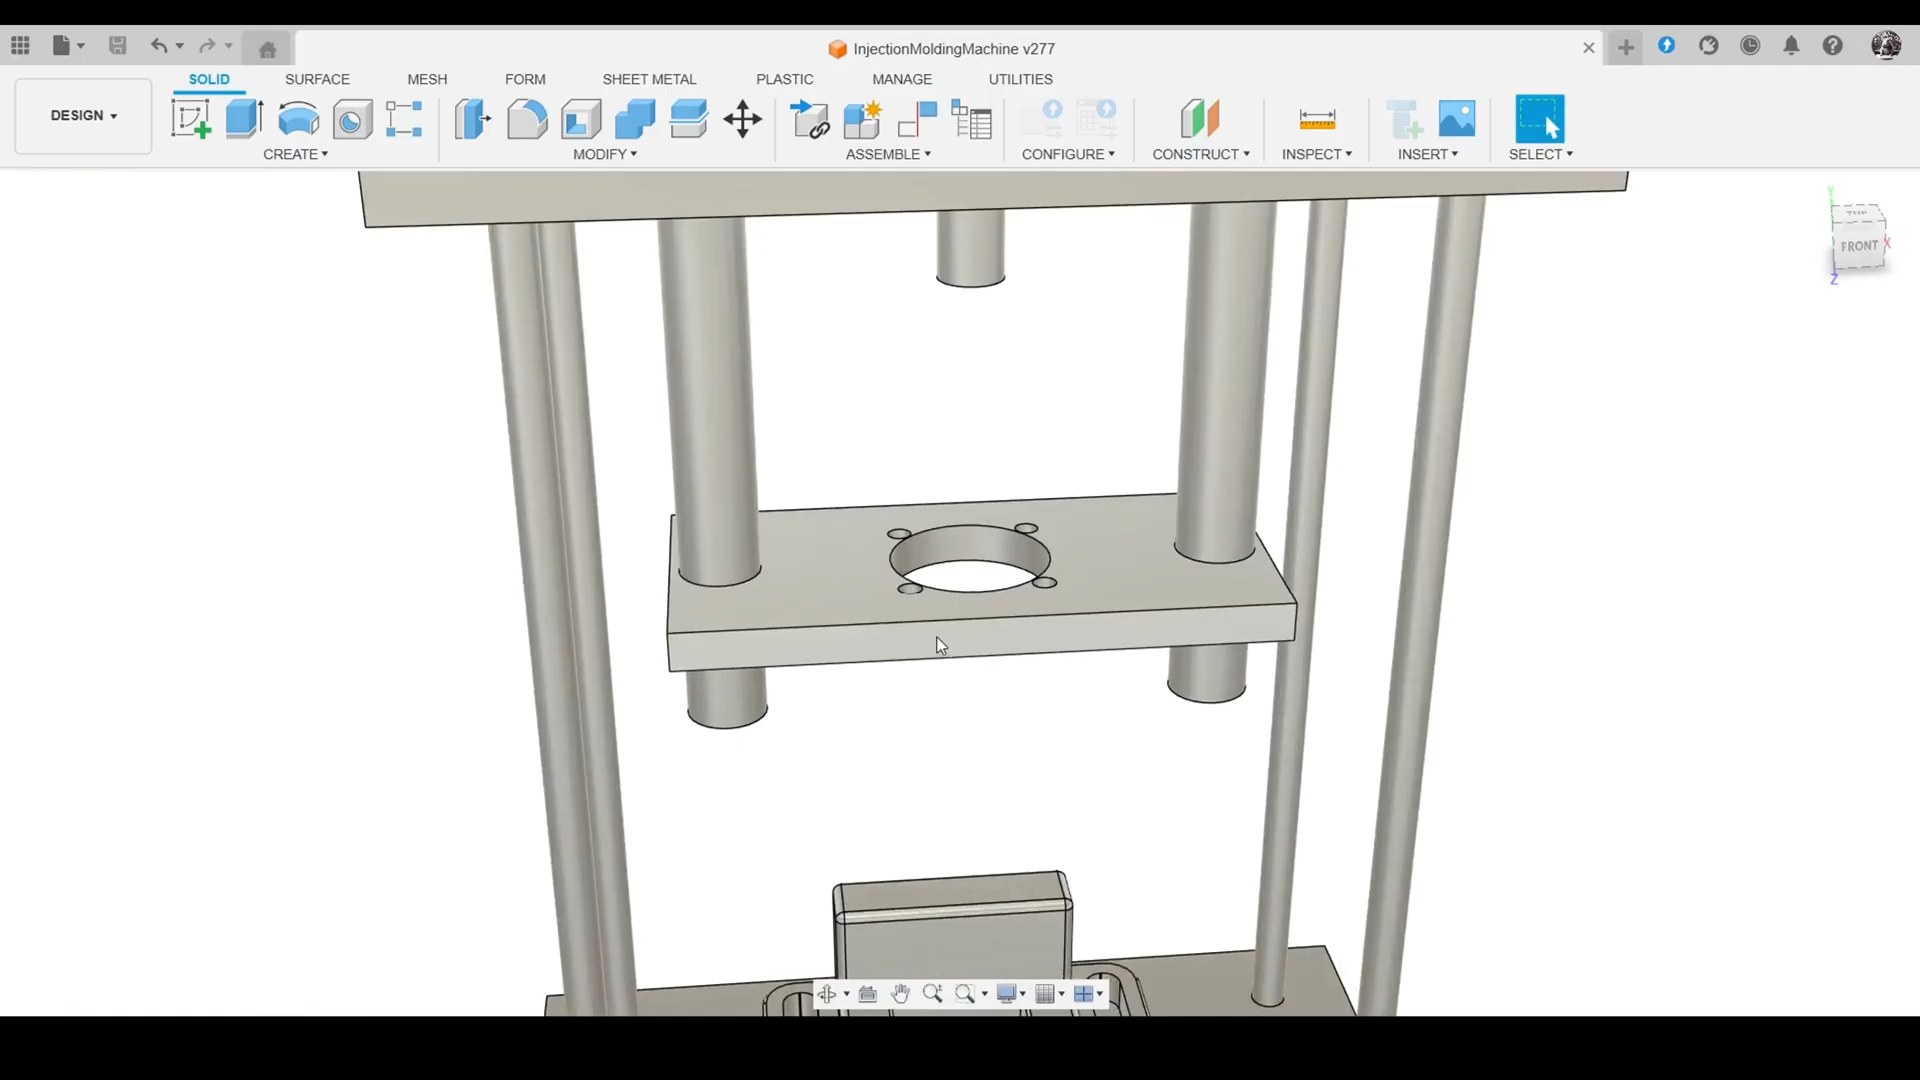 InjectionMoldingMachine v277
SOLID SURFACE MESH FORM SHEET METAL PLASTIC MANAGE UTILITIES
DESIGN
CREATE MODIFY ASSEMBLE CONFIGURE CONSTRUCT INSPECT INSERT SELECT
Y
TOP
FRONT
X
Z